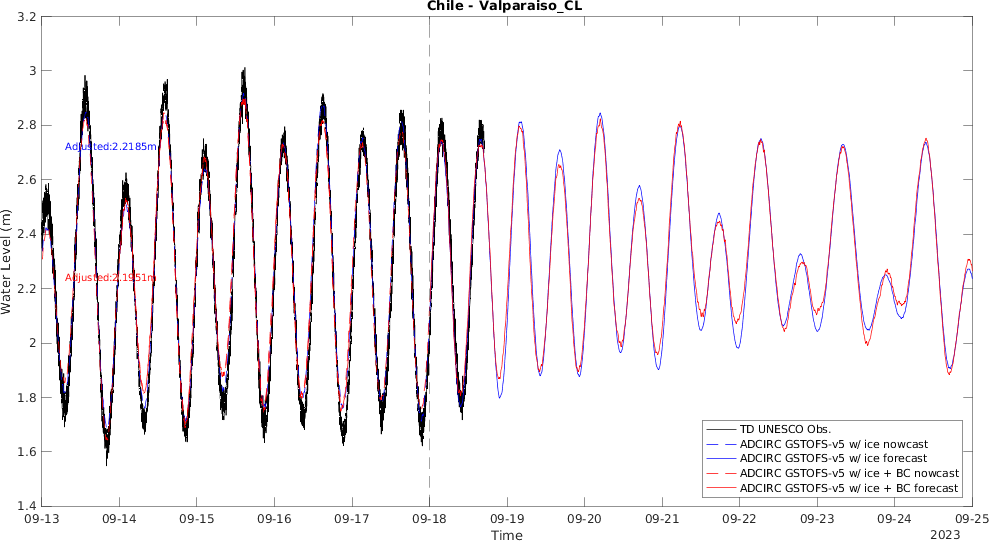 Chile - Valparaiso_CL
3.2
3
2.8
2.6
2.4
2.2
2
1.8
1.6
1.4
Water Level (m)
Adjusted:2.2185m
Adjusted:2.1951m
TD UNESCO Obs.
ADCIRC GSTOFS-v5 w/ ice nowcast
ADCIRC GSTOFS-v5 w/ ice forecast
ADCIRC GSTOFS-v5 w/ ice + BC nowcast
ADCIRC GSTOFS-v5 w/ ice + BC forecast
09-13 09-14 09-15 09-16 09-17 09-18 09-19 09-20 09-21 09-22 09-23 09-24 09-25
Time
2023